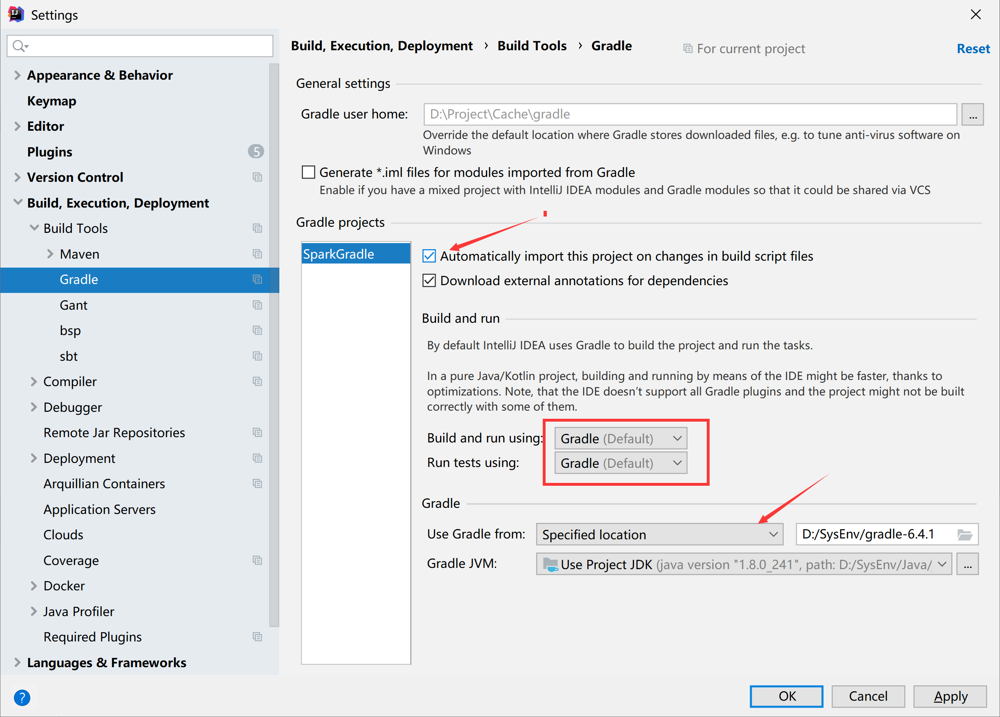 Settings
Appearance & Behavior
Keymap
Editor
Plugins
5
Version Control
Build, Execution, Deployment
Build Tools
Maven
Gradle
Gant
bsp
sbt
Compiler
Debugger
Remote Jar Repositories
Deployment
Arquillian Containers
Application Servers
Clouds
Coverage
Docker
Java Profiler
Required Plugins
Languages & Frameworks
?
Build, Execution, Deployment › Build Tools › Gradle
For current project
Reset
General settings
Gradle user home:
D:\Project\Cache\gradle
...
Override the default location where Gradle stores downloaded files, e.g. to tune anti-virus software on
Windows
Generate *.iml files for modules imported from Gradle
Enable if you have a mixed project with IntelliJ IDEA modules and Gradle modules so that it could be shared via VCS
Gradle projects
SparkGradle
Automatically import this project on changes in build script files
Download external annotations for dependencies
Build and run
By default IntelliJ IDEA uses Gradle to build the project and run the tasks.
In a pure Java/Kotlin project, building and running by means of the IDE might be faster, thanks to
optimizations. Note, that the IDE doesn't support all Gradle plugins and the project might not be built
correctly with some of them.
Build and run using: Gradle (Default)
Run tests using: Gradle (Default)
Gradle
Use Gradle from: Specified location D:/SysEnv/gradle-6.4.1
Gradle JVM: Use Project JDK (java version "1.8.0_241", path: D:/SysEnv/Java/ ...
OK
Cancel
Apply